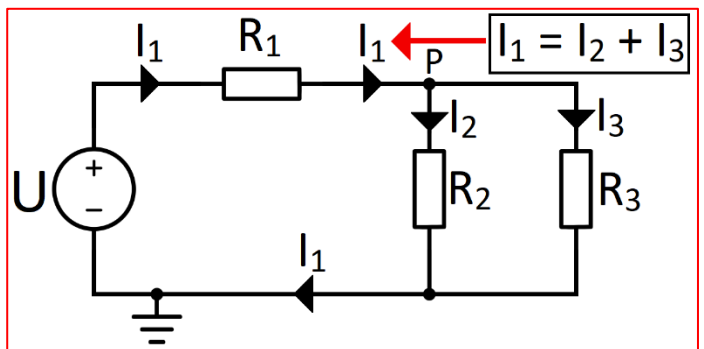 I₁
R₁
I₁
P
I₁ = I₂ + I₃
I₂
I₃
U
+
−
R₂
R₃
I₁